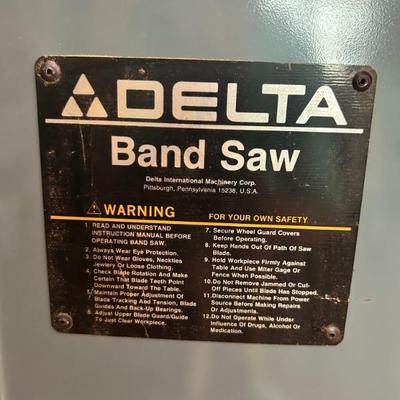 DELTA
Band Saw
Delta International Machinery Corp.
Pittsburgh, Pennsylvania 15238, U.S.A.
WARNING
FOR YOUR OWN SAFETY
1. READ AND UNDERSTAND
INSTRUCTION MANUAL BEFORE
OPERATING BAND SAW.
2. Always Wear Eye Protection.
3. Do Not Wear Gloves, Neckties
Jewlery Or Loose Clothing.
4. Check Blade Rotation And Make
Certain That Blade Teeth Point
Downward Toward The Table.
5. Maintain Proper Adjustment Of
Blade Tracking And Tension, Blade
Guides And Back-Up Bearings.
6. Adjust Upper Blade Guard/Guide
To Just Clear Workpiece.
7. Secure Wheel Guard Covers
Before Operating.
8. Keep Hands Out Of Path Of Saw
Blade.
9. Hold Workpiece Firmly Against
Table And Use Miter Gage Or
Fence When Possible.
10. Do Not Remove Jammed Or Cut-
Off Pieces Until Blade Has Stopped.
11. Disconnect Machine From Power
Source Before Making Repairs
Or Adjustments.
12. Do Not Operate While Under
Influence Of Drugs, Alcohol Or
Medication.